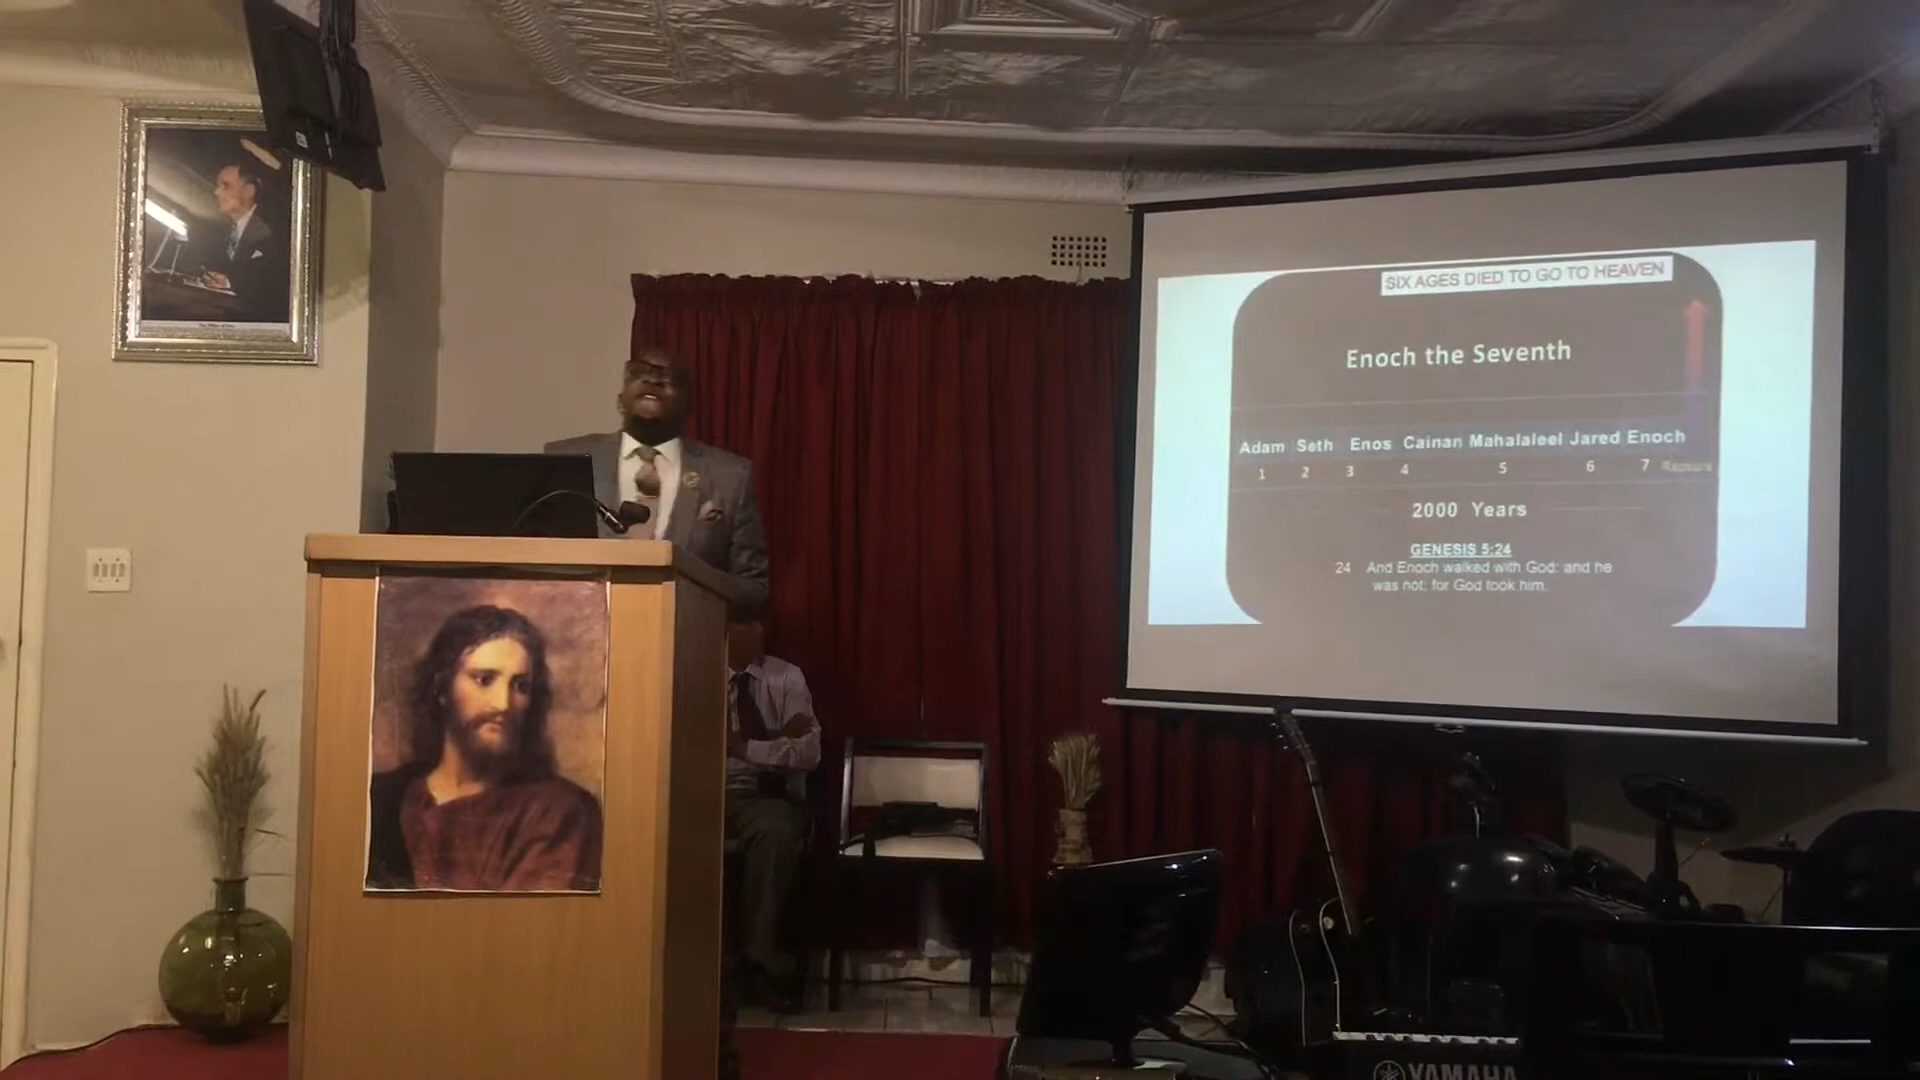 SIX AGES DIED TO GO TO HEAVEN
Enoch the Seventh
Adam Seth Enos Cainan Mahalaleel Jared Enoch
1 2 3 4 5 6 7 Rapture
2000 Years
GENESIS 5:24
24 And Enoch walked with God: and he
was not; for God took him.
YAMAHA